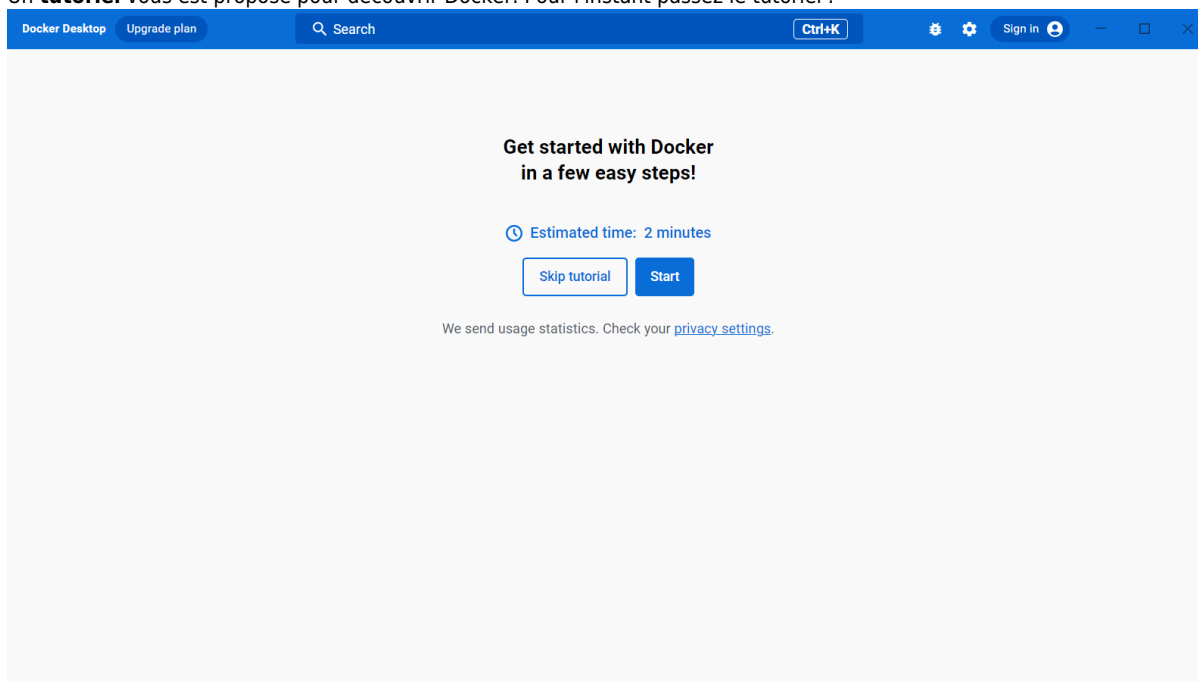 Un tutoriel vous est proposé pour découvrir Docker. Pour l'instant passez le tutoriel :
Docker Desktop Upgrade plan Search Ctrl+K Sign in
Get started with Docker
in a few easy steps!
Estimated time: 2 minutes
Skip tutorial Start
We send usage statistics. Check your privacy settings.